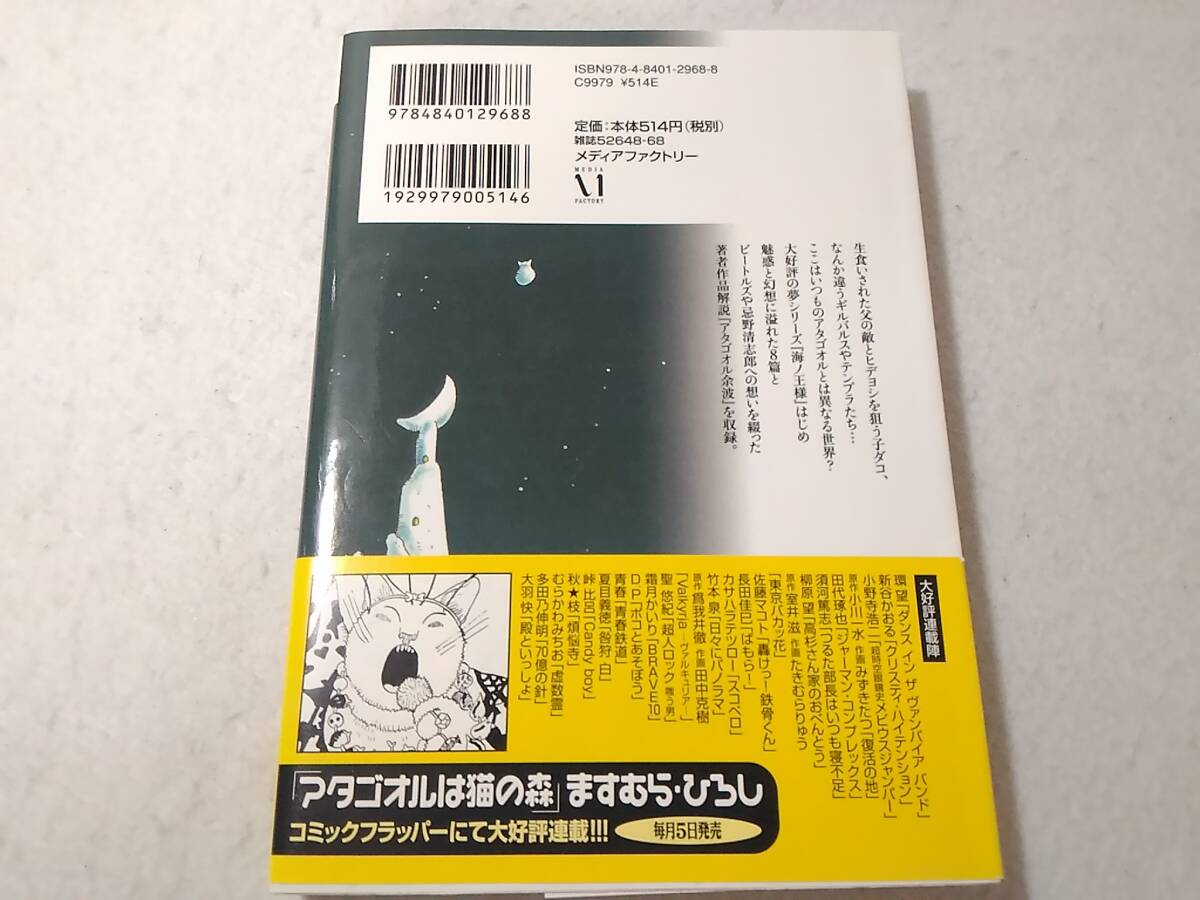 ISBN978-4-8401-2968-8
C9979 ¥514E
9784840129688
定価：本体514円（税別）
雑誌52648-68
メディアファクトリー
MEDIA
FACTORY
1929979005146
生食いされた父の敵とヒデヨシを狙う子ダコ、
なんか違うギルバルスやテンプラたち…
ここはいつものアタゴオルとは異なる世界？
大好評の夢シリーズ『海ノ王様』はじめ
魅惑と幻想に溢れた8篇と
ビートルズや忌野清志郎への想いを綴った
著者作品解説『アタゴオル余波』を収録。
大好評連載陣
環 望「ダンス イン ザ ヴァンパイア バンド」
新谷かおる「クリスティ・ハイテンション」
小野寺浩二「超時空眼鏡史メビウスジャンパー」
原作 小川一水 作画 みずきたつ「復活の地」
田代琢也「ジャーマン・コンプレックス」
須河篤志「つるた部長はいつも寝不足」
柳原 望「高杉さん家のおべんとう」
原作 室井 滋 作画 たきむらりゅう
「東京バカッ花」
佐藤マコト「轟けっー鉄骨くん」
長田佳巳「ぱもらー」
カサハラテツロー「スコペロ」
竹本 泉「日々にパノラマ」
原作 爲我井徹 作画 田中克樹
「Valkyria―ヴァルキュリア―」
聖 悠紀「超人ロック 嗤う男」
霜月かいり「BRAVE10」
DP「ポコとあそぼう」
青春「青春鉄道」
夏目義徳「咎狩 白」
峠 比呂「Candy boy」
秋★枝「煩悩寺」
むらかわみちお「虚数霊」
多田乃伸明「70億の針」
大羽 快「殿といっしょ」
「アタゴオルは猫の森」ますむら・ひろし
コミックフラッパーにて大好評連載!!!
毎月5日発売